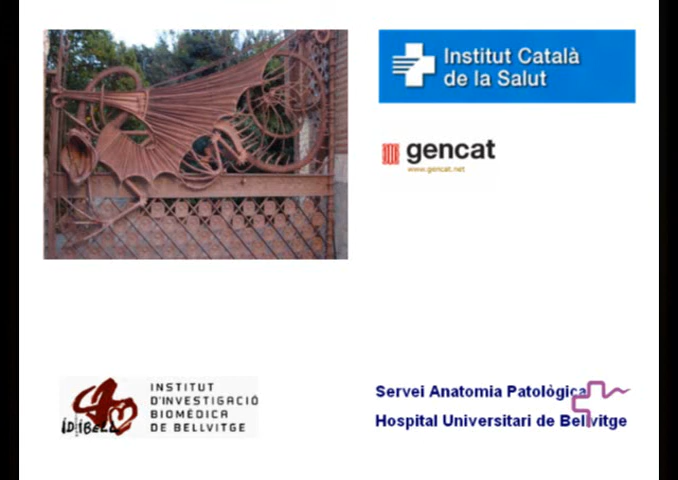 Institut Català
de la Salut
gencat
www.gencat.net
IDIBELL
INSTITUT
D'INVESTIGACIÓ
BIOMÈDICA
DE BELLVITGE
Servei Anatomia Patològica
Hospital Universitari de Bellvitge